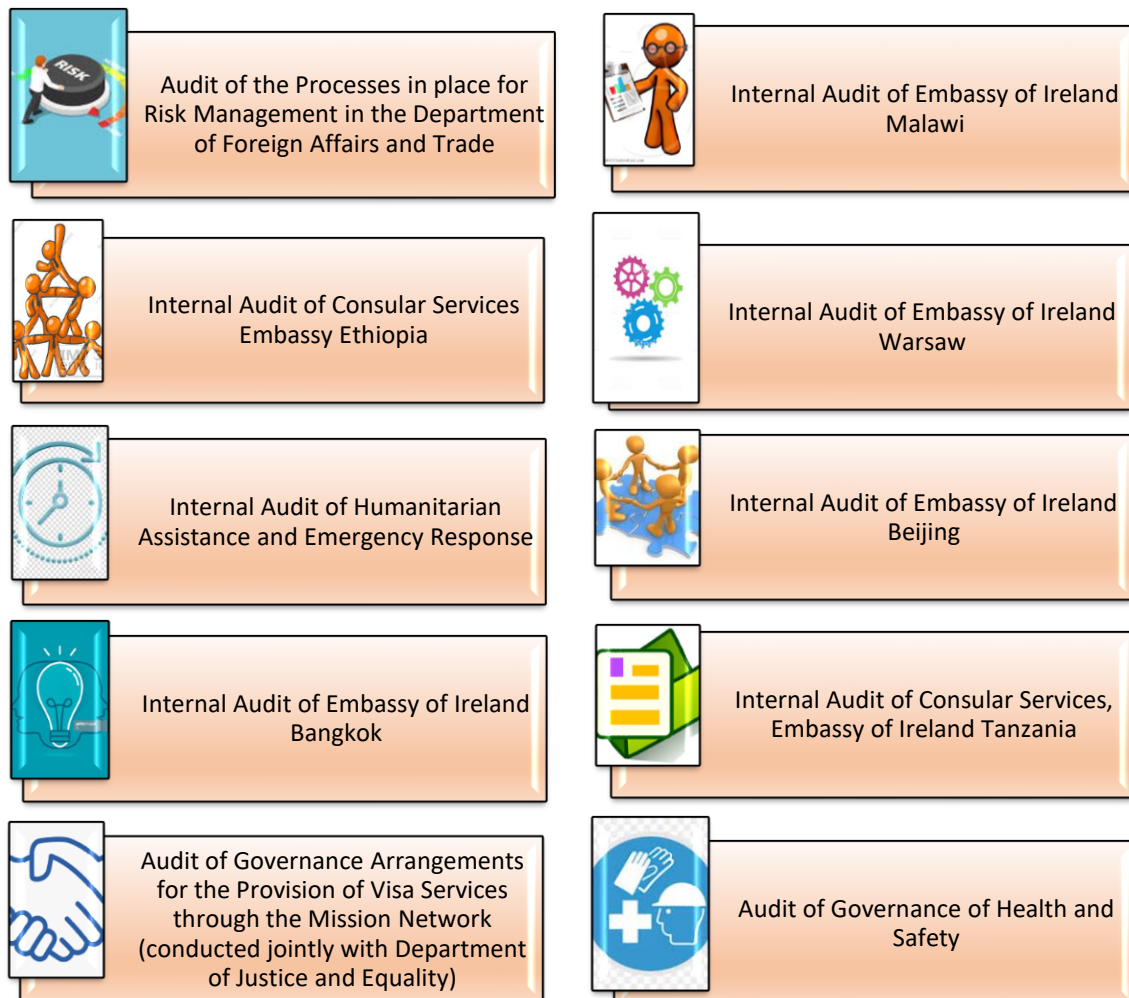 RISK
Audit of the Processes in place for
Risk Management in the Department
of Foreign Affairs and Trade
Internal Audit of Embassy of Ireland
Malawi
Internal Audit of Consular Services
Embassy Ethiopia
Internal Audit of Embassy of Ireland
Warsaw
Internal Audit of Humanitarian
Assistance and Emergency Response
Internal Audit of Embassy of Ireland
Beijing
Internal Audit of Embassy of Ireland
Bangkok
Internal Audit of Consular Services,
Embassy of Ireland Tanzania
Audit of Governance Arrangements
for the Provision of Visa Services
through the Mission Network
(conducted jointly with Department
of Justice and Equality)
Audit of Governance of Health and
Safety